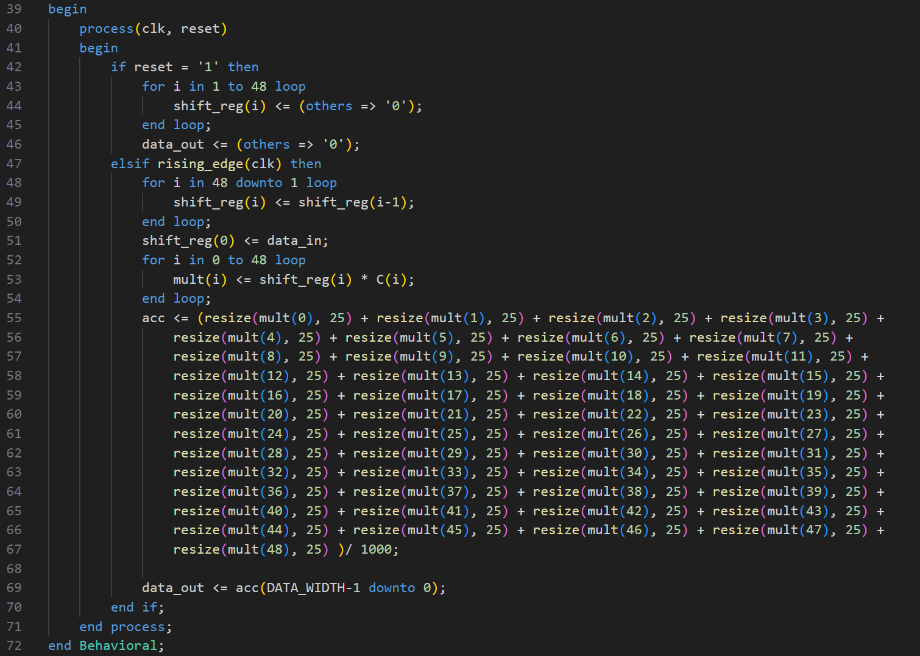 39 begin
40     process(clk, reset)
41     begin
42         if reset = '1' then
43             for i in 1 to 48 loop
44                 shift_reg(i) <= (others => '0');
45             end loop;
46             data_out <= (others => '0');
47         elsif rising_edge(clk) then
48             for i in 48 downto 1 loop
49                 shift_reg(i) <= shift_reg(i-1);
50             end loop;
51             shift_reg(0) <= data_in;
52             for i in 0 to 48 loop
53                 mult(i) <= shift_reg(i) * C(i);
54             end loop;
55             acc <= (resize(mult(0), 25) + resize(mult(1), 25) + resize(mult(2), 25) + resize(mult(3), 25) +
56                 resize(mult(4), 25) + resize(mult(5), 25) + resize(mult(6), 25) + resize(mult(7), 25) +
57                 resize(mult(8), 25) + resize(mult(9), 25) + resize(mult(10), 25) + resize(mult(11), 25) +
58                 resize(mult(12), 25) + resize(mult(13), 25) + resize(mult(14), 25) + resize(mult(15), 25) +
59                 resize(mult(16), 25) + resize(mult(17), 25) + resize(mult(18), 25) + resize(mult(19), 25) +
60                 resize(mult(20), 25) + resize(mult(21), 25) + resize(mult(22), 25) + resize(mult(23), 25) +
61                 resize(mult(24), 25) + resize(mult(25), 25) + resize(mult(26), 25) + resize(mult(27), 25) +
62                 resize(mult(28), 25) + resize(mult(29), 25) + resize(mult(30), 25) + resize(mult(31), 25) +
63                 resize(mult(32), 25) + resize(mult(33), 25) + resize(mult(34), 25) + resize(mult(35), 25) +
64                 resize(mult(36), 25) + resize(mult(37), 25) + resize(mult(38), 25) + resize(mult(39), 25) +
65                 resize(mult(40), 25) + resize(mult(41), 25) + resize(mult(42), 25) + resize(mult(43), 25) +
66                 resize(mult(44), 25) + resize(mult(45), 25) + resize(mult(46), 25) + resize(mult(47), 25) +
67                 resize(mult(48), 25) )/ 1000;
68
69             data_out <= acc(DATA_WIDTH-1 downto 0);
70         end if;
71     end process;
72 end Behavioral;